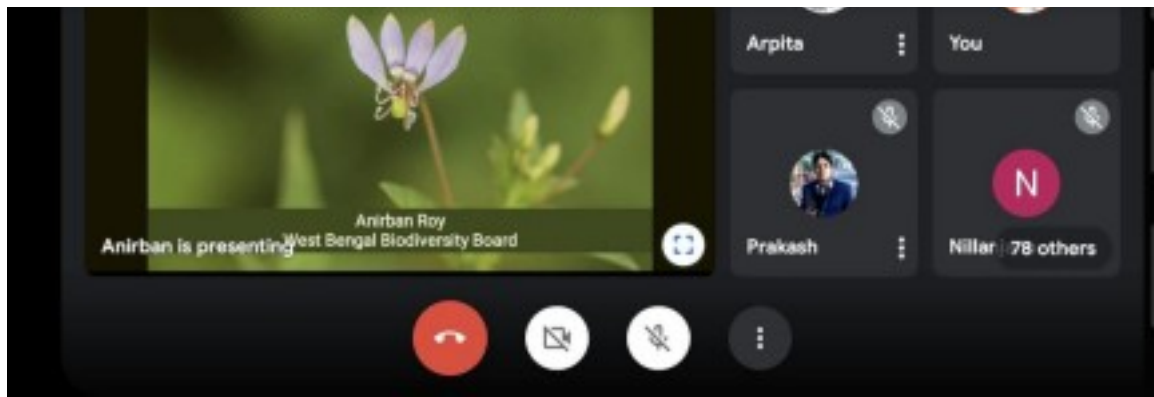 Arpita
You
Anirban Roy
West Bengal Biodiversity Board
Anirban is presenting
Prakash
N
78 others